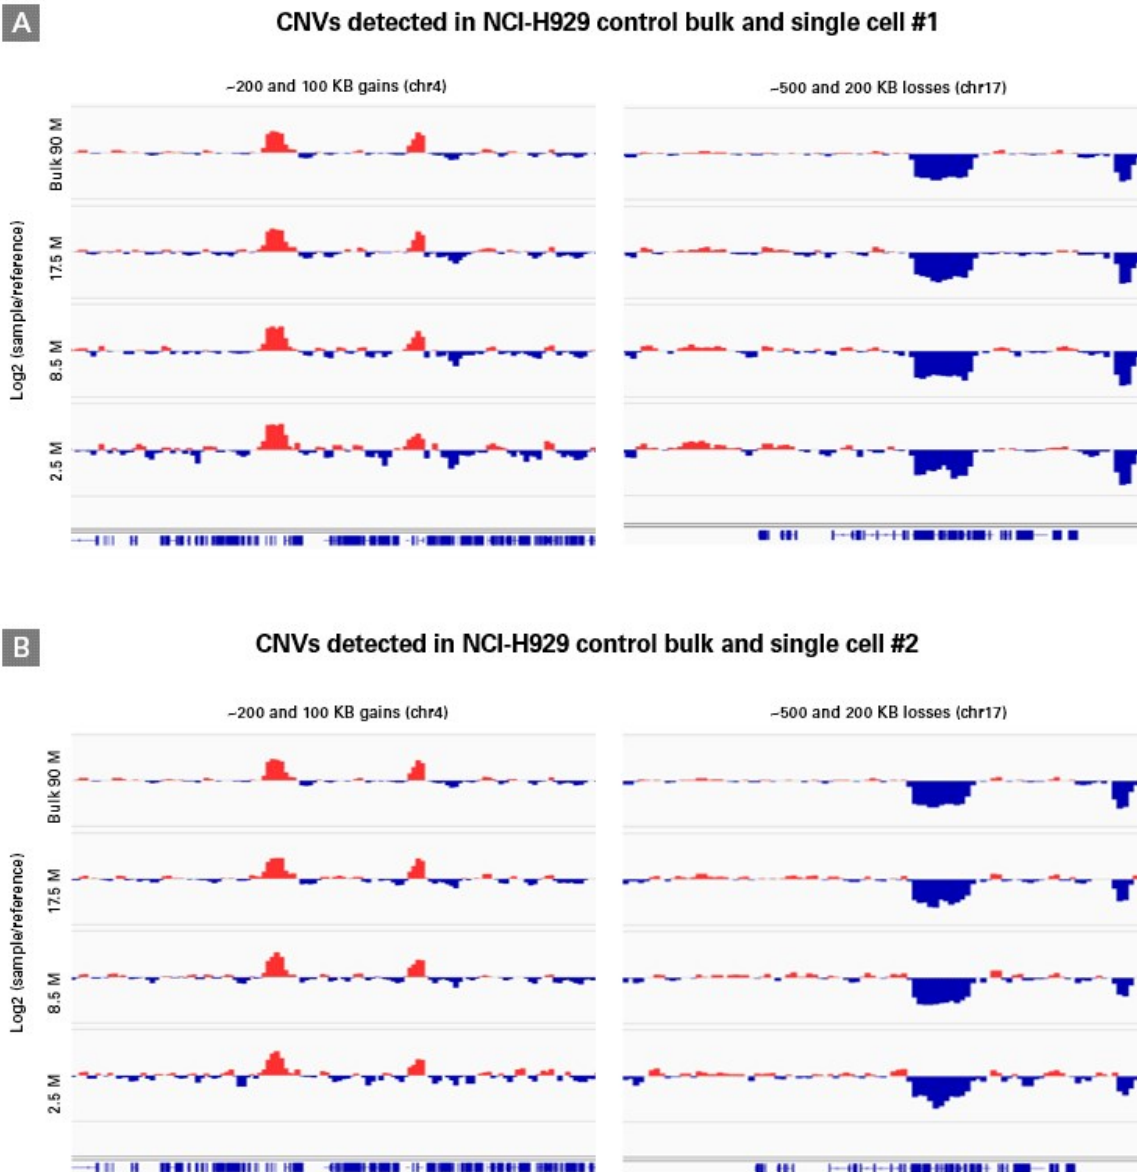 A
CNVs detected in NCI-H929 control bulk and single cell #1
~200 and 100 KB gains (chr4)
~500 and 200 KB losses (chr17)
Log2 (sample/reference)
Bulk 90 M
17.5 M
8.5 M
2.5 M
B
CNVs detected in NCI-H929 control bulk and single cell #2
~200 and 100 KB gains (chr4)
~500 and 200 KB losses (chr17)
Log2 (sample/reference)
Bulk 90 M
17.5 M
8.5 M
2.5 M